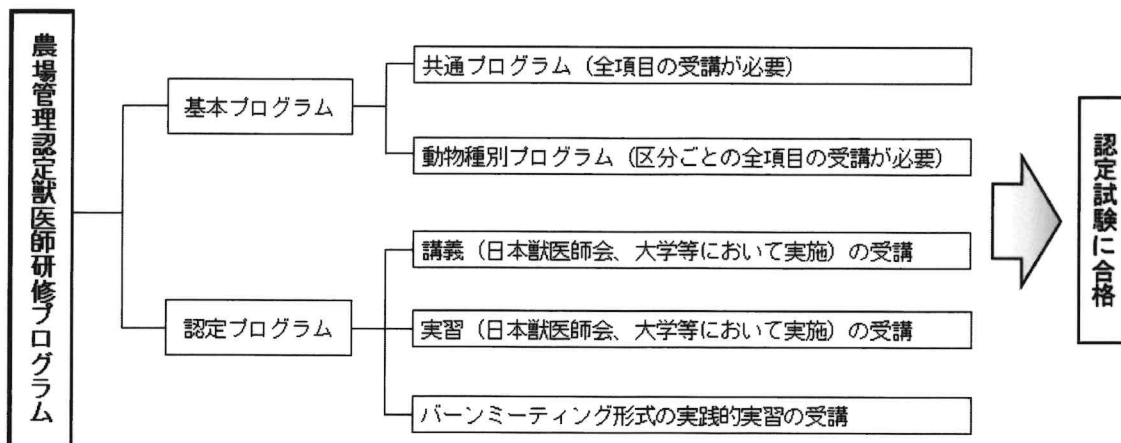 農場管理認定獣医師研修プログラム
基本プログラム
共通プログラム（全項目の受講が必要）
動物種別プログラム（区分ごとの全項目の受講が必要）
認定プログラム
講義（日本獣医師会、大学等において実施）の受講
実習（日本獣医師会、大学等において実施）の受講
バーンミーティング形式の実践的実習の受講
認定試験に合格